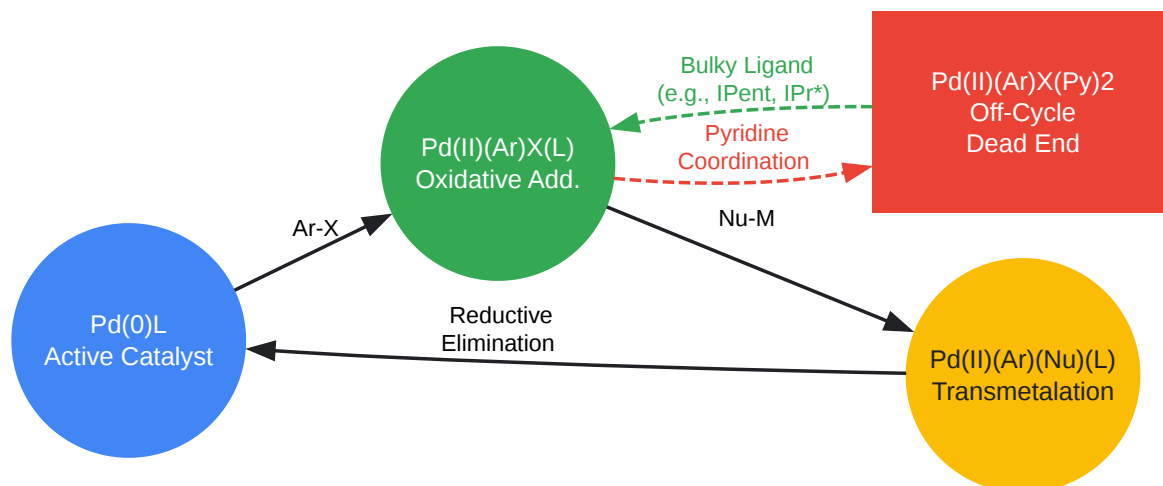 Bulky Ligand
(e.g., IPent, IPr*)
Pd(II)(Ar)X(Py)2
Off-Cycle
Dead End
Pyridine
Coordination
Pd(II)(Ar)X(L)
Oxidative Add.
Ar-X
Nu-M
Reductive
Elimination
Pd(0)L
Active Catalyst
Pd(II)(Ar)(Nu)(L)
Transmetalation